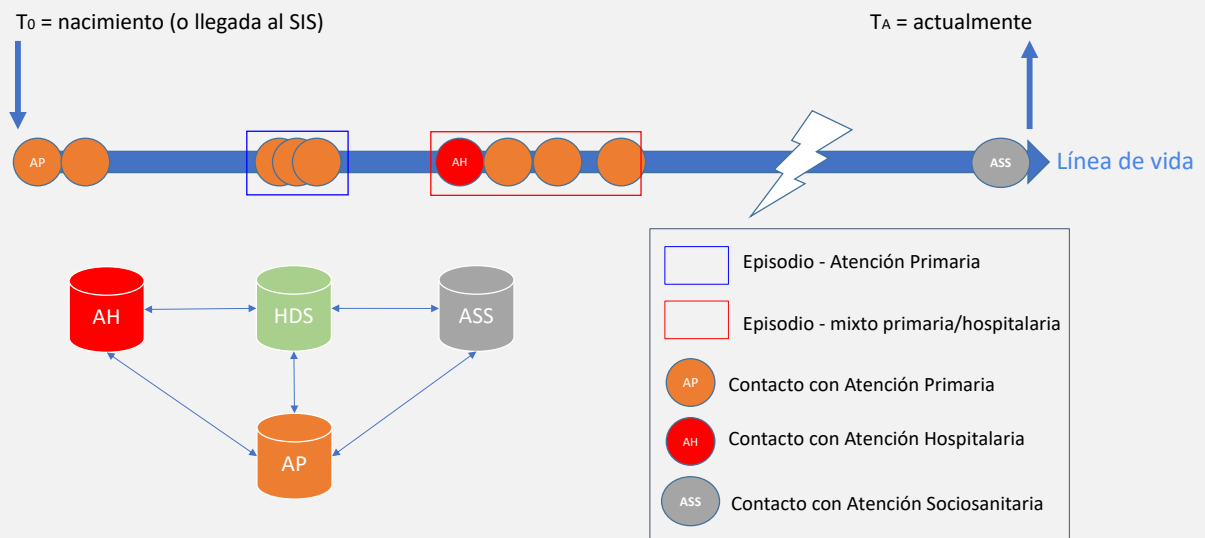 T0 = nacimiento (o llegada al SIS)
TA = actualmente
AP
AH
ASS
Línea de vida
AH
HDS
ASS
AP
Episodio - Atención Primaria
Episodio - mixto primaria/hospitalaria
AP
Contacto con Atención Primaria
AH
Contacto con Atención Hospitalaria
ASS
Contacto con Atención Sociosanitaria